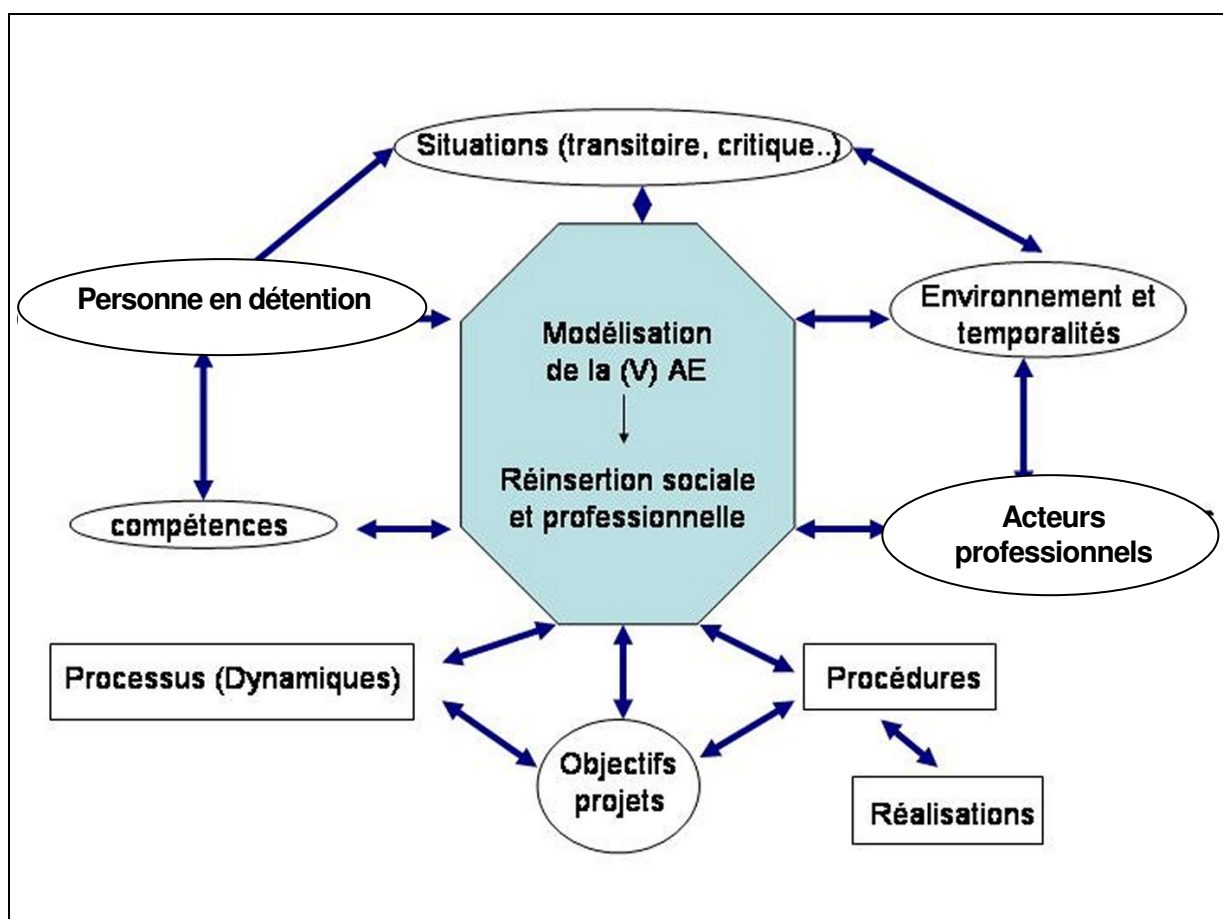 Situations (transitoire, critique..)
Personne en détention
Environnement et
temporalités
Modélisation
de la (V) AE
Réinsertion sociale
et professionnelle
compétences
Acteurs
professionnels
Processus (Dynamiques)
Procédures
Objectifs
projets
Réalisations